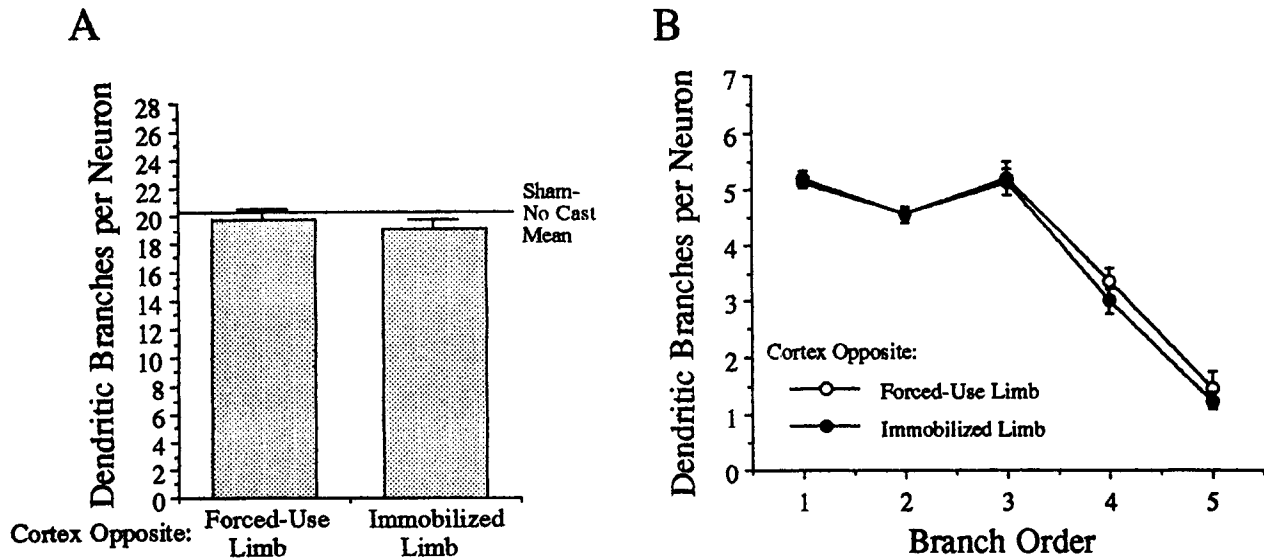 A
Dendritic Branches per Neuron
28
26
24
22
20
18
16
14
12
10
8
6
4
2
0
Sham-
No Cast
Mean
Cortex Opposite:
Forced-Use
Limb
Immobilized
Limb
B
Dendritic Branches per Neuron
7
6
5
4
3
2
1
0
Cortex Opposite:
Forced-Use Limb
Immobilized Limb
1 2 3 4 5
Branch Order